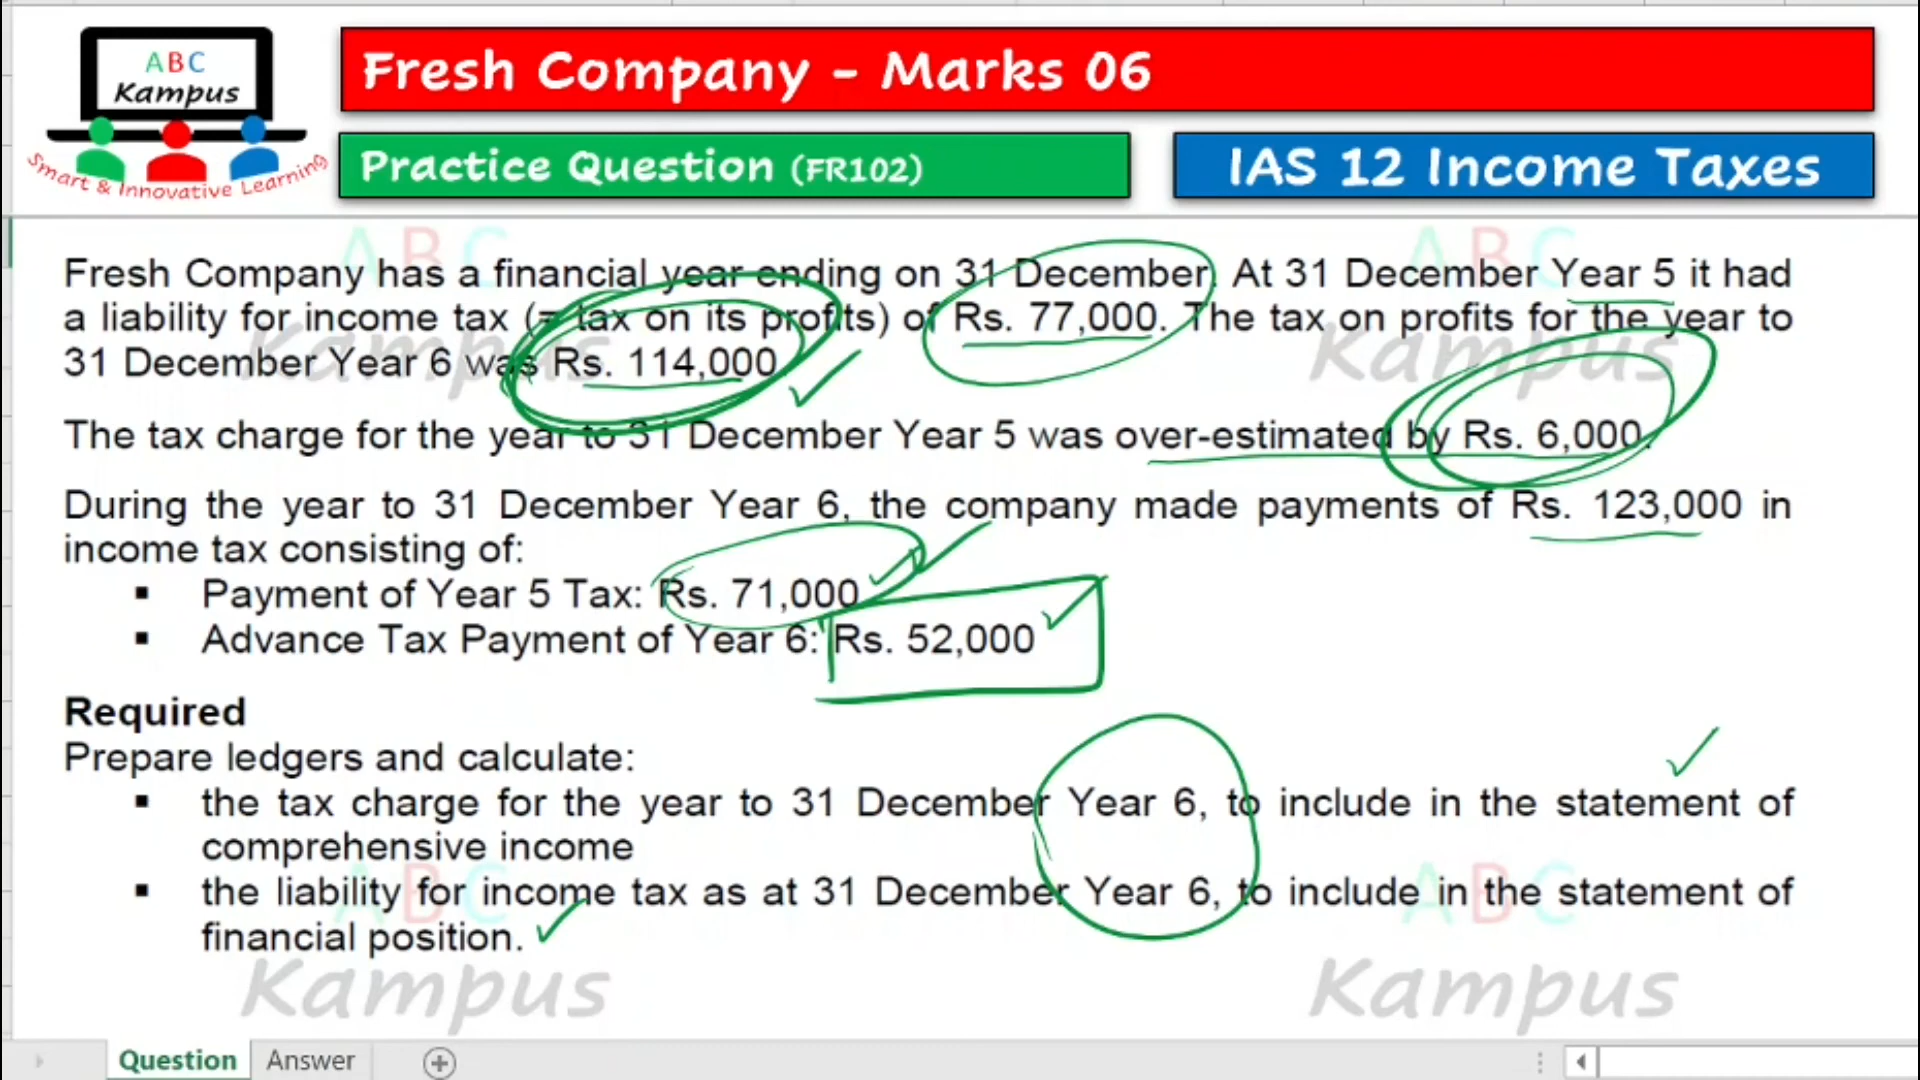 ABC
Kampus
Smart & Innovative Learning
Fresh Company - Marks 06
Practice Question (FR102)
IAS 12 Income Taxes
ABC
ABC
Fresh Company has a financial year ending on 31 December. At 31 December Year 5 it had
a liability for income tax (= tax on its profits) of Rs. 77,000. The tax on profits for the year to
Kampus
Kampus
31 December Year 6 was Rs. 114,000
The tax charge for the year to 31 December Year 5 was over-estimated by Rs. 6,000.
During the year to 31 December Year 6, the company made payments of Rs. 123,000 in
income tax consisting of:
▪ Payment of Year 5 Tax: Rs. 71,000
▪ Advance Tax Payment of Year 6: Rs. 52,000
Required
Prepare ledgers and calculate:
▪ the tax charge for the year to 31 December Year 6, to include in the statement of
comprehensive income
▪ the liability for income tax as at 31 December Year 6, to include in the statement of
ABC
ABC
financial position.
Kampus
Kampus
Question
Answer